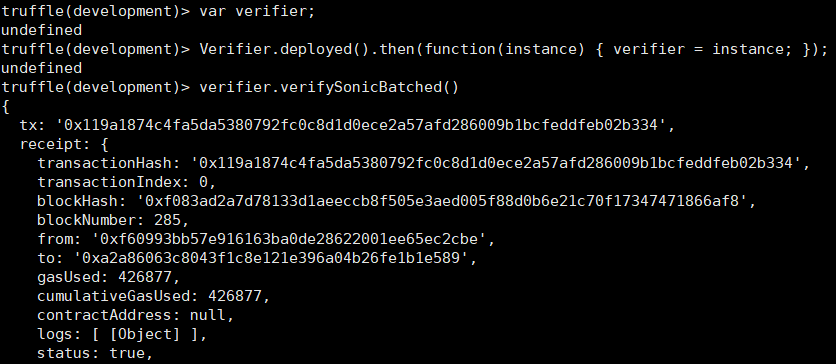 truffle(development)> var verifier;
undefined
truffle(development)> Verifier.deployed().then(function(instance) { verifier = instance; });
undefined
truffle(development)> verifier.verifySonicBatched()
{
  tx: '0x119a1874c4fa5da5380792fc0c8d1d0ece2a57afd286009b1bcfeddfeb02b334',
  receipt: {
    transactionHash: '0x119a1874c4fa5da5380792fc0c8d1d0ece2a57afd286009b1bcfeddfeb02b334',
    transactionIndex: 0,
    blockHash: '0xf083ad2a7d78133d1aeeccb8f505e3aed005f88d0b6e21c70f17347471866af8',
    blockNumber: 285,
    from: '0xf60993bb57e916163ba0de28622001ee65ec2cbe',
    to: '0xa2a86063c8043f1c8e121e396a04b26fe1b1e589',
    gasUsed: 426877,
    cumulativeGasUsed: 426877,
    contractAddress: null,
    logs: [ [Object] ],
    status: true,